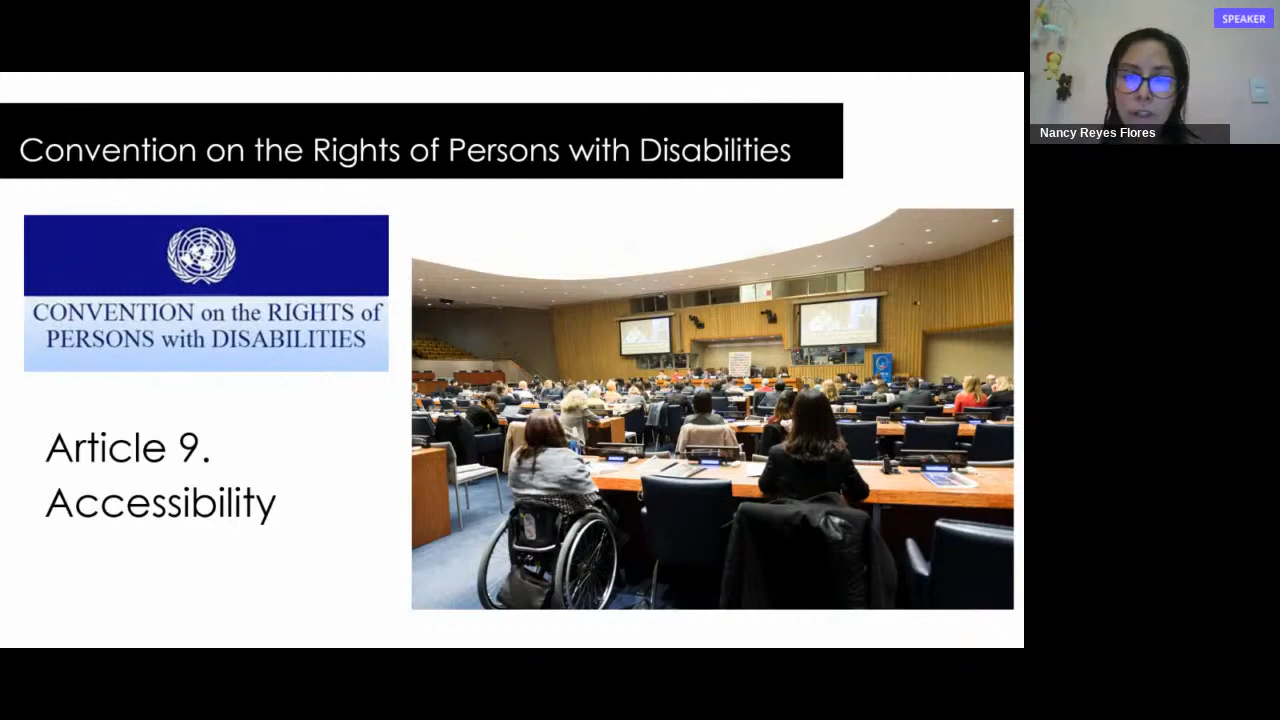 SPEAKER
Nancy Reyes Flores
Convention on the Rights of Persons with Disabilities
CONVENTION on the RIGHTS of
PERSONS with DISABILITIES
Article 9.
Accessibility